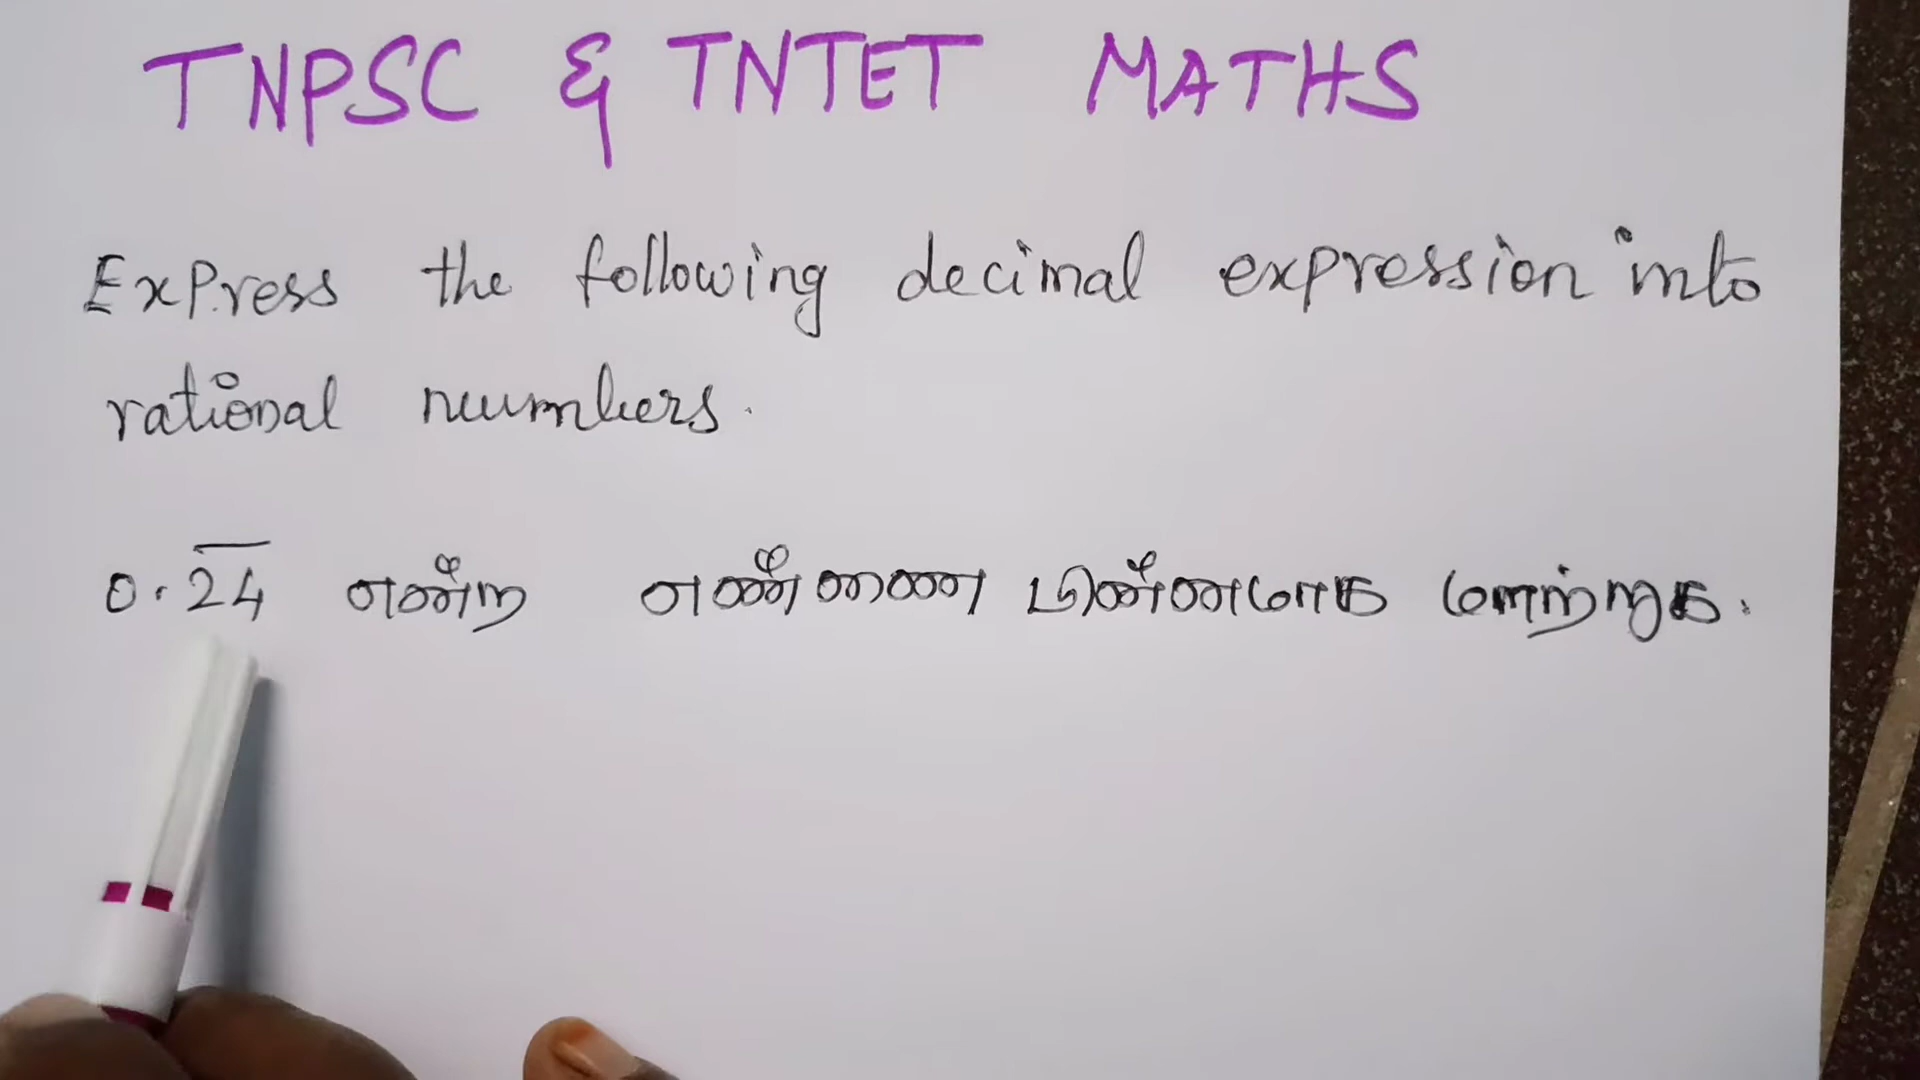 TNPSC & TNTET MATHS
Express the following decimal expression into
rational numbers.
0.2̅4̅ என்ற எண்ணை பின்னமாக மாற்றுக.